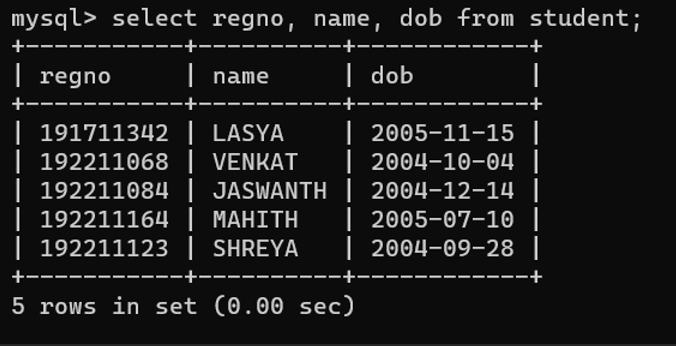 mysql> select regno, name, dob from student;
+-----------+----------+------------+
| regno     | name     | dob        |
+-----------+----------+------------+
| 191711342 | LASYA    | 2005-11-15 |
| 192211068 | VENKAT   | 2004-10-04 |
| 192211084 | JASWANTH | 2004-12-14 |
| 192211164 | MAHITH   | 2005-07-10 |
| 192211123 | SHREYA   | 2004-09-28 |
+-----------+----------+------------+
5 rows in set (0.00 sec)